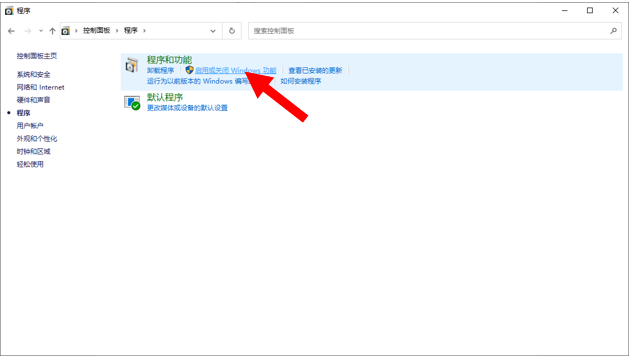 程序
控制面板 程序
搜索控制面板
控制面板主页
系统和安全
网络和 Internet
硬件和声音
程序
用户帐户
外观和个性化
时钟和区域
轻松使用
程序和功能
卸载程序 启用或关闭 Windows 功能 查看已安装的更新
运行为以前版本的 Windows 编写 如何安装程序
默认程序
更改媒体或设备的默认设置